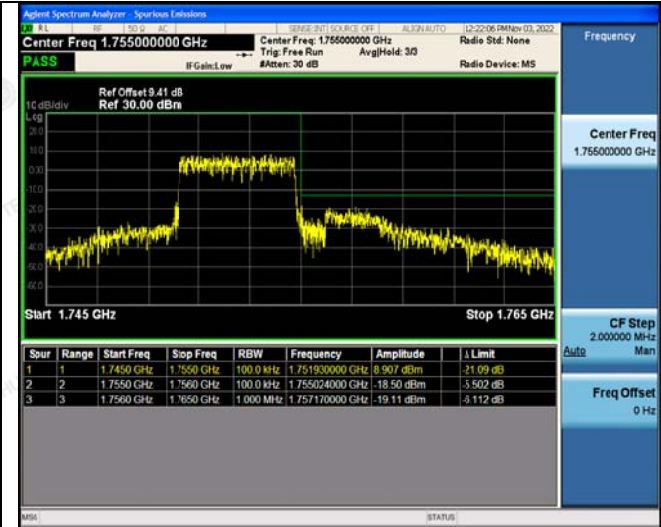 Agilent Spectrum Analyzer - Spurious Emissions
RL RF 50 Ω AC SENSE:INT SOURCE OFF ALIGN AUTO 12:22:06 PM Nov 03, 2022
Center Freq 1.755000000 GHz
Center Freq: 1.755000000 GHz
Radio Std: None
Trig: Free Run Avg|Hold: 3/3
PASS IFGain:Low #Atten: 30 dB Radio Device: MS
Frequency
Ref Offset 9.41 dB
10 dB/div Ref 30.00 dBm
Log
20.0
10.0
0.00
-10.0
-20.0
-30.0
-40.0
-60.0
Start 1.745 GHz Stop 1.765 GHz
Center Freq
1.755000000 GHz
CF Step
2.000000 MHz
Auto Man
Freq Offset
0 Hz
Spur Range Start Freq Stop Freq RBW Frequency Amplitude Δ Limit
1 1 1.7450 GHz 1.7550 GHz 100.0 kHz 1.751930000 GHz 8.907 dBm -21.09 dB
2 2 1.7550 GHz 1.7560 GHz 100.0 kHz 1.755024000 GHz -18.50 dBm -5.502 dB
3 3 1.7560 GHz 1.7650 GHz 1.000 MHz 1.757170000 GHz -19.11 dBm -6.112 dB
MSG STATUS